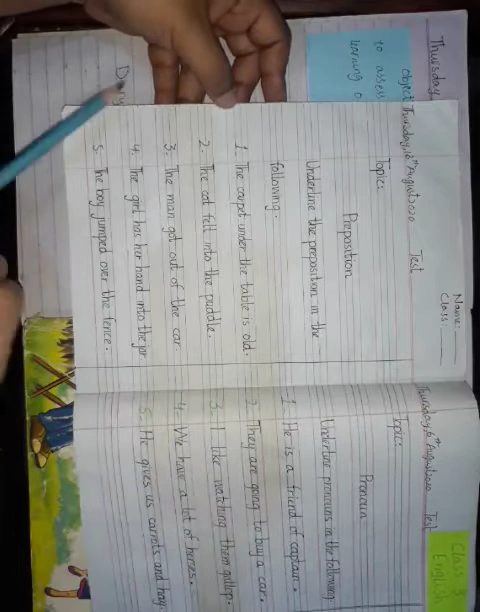 Thursday,
to assess
learning o
Day
Name:
Class:
Thursday, 13th August 2020 Test
Topic:
Preposition
Underline the preposition in the
following.
1. The carpet under the table is old.
2. The cat fell into the puddle.
3. The man got out of the car
4. The girl has her hand into the jar.
5. The boy jumped over the fence.
Class 3
English
Thursday, 6th August 2020 Test
Topic:
Pronoun
Underline pronouns in the following.
1. He is a friend of captain.
2. They are going to buy a car.
3. I like watching them gullop.
4. We have a lot of horses.
5. He gives us carrots and hay.